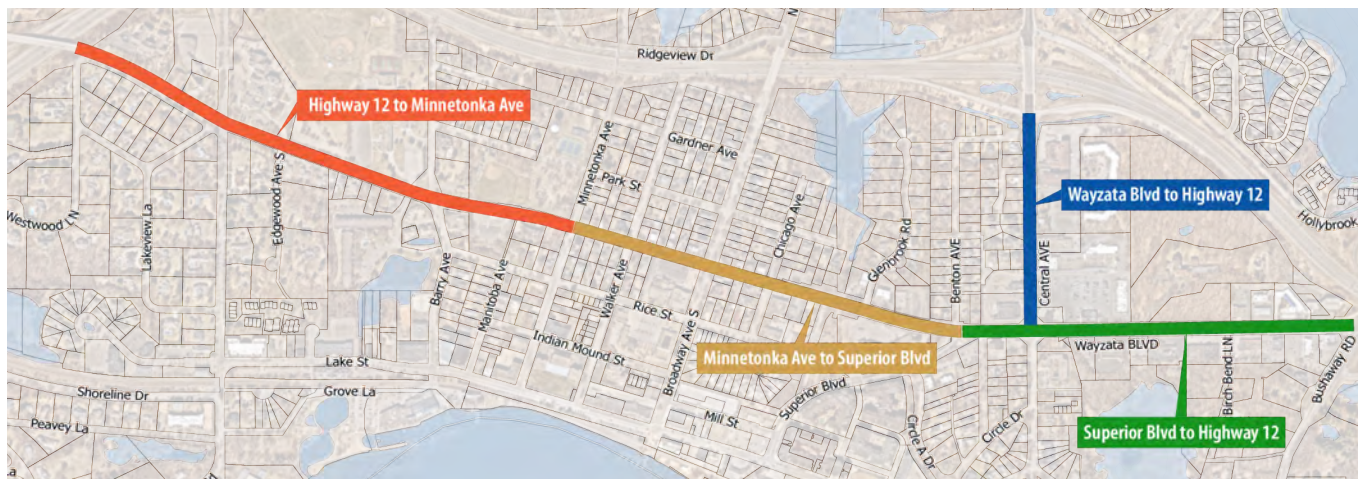 Ridgeview Dr
Highway 12 to Minnetonka Ave
Minnetonka Ave
Gardner Ave
Park St
Wayzata Blvd to Highway 12
Chicago Ave
Westwood LN
Lakeview La
Edgewood Ave S
Hollybrook
Glenbrook Rd
Benton AVE
Central AVE
Barry Ave
Manitoba Ave
Walker Ave
Rice St
Broadway Ave S
Indian Mound St
Minnetonka Ave to Superior Blvd
Wayzata BLVD
Birch Bend LN
Bushaway RD
Lake St
Shoreline Dr
Grove La
Superior Blvd
Mill St
Peavey La
Circle A Dr
Circle Dr
Superior Blvd to Highway 12
La